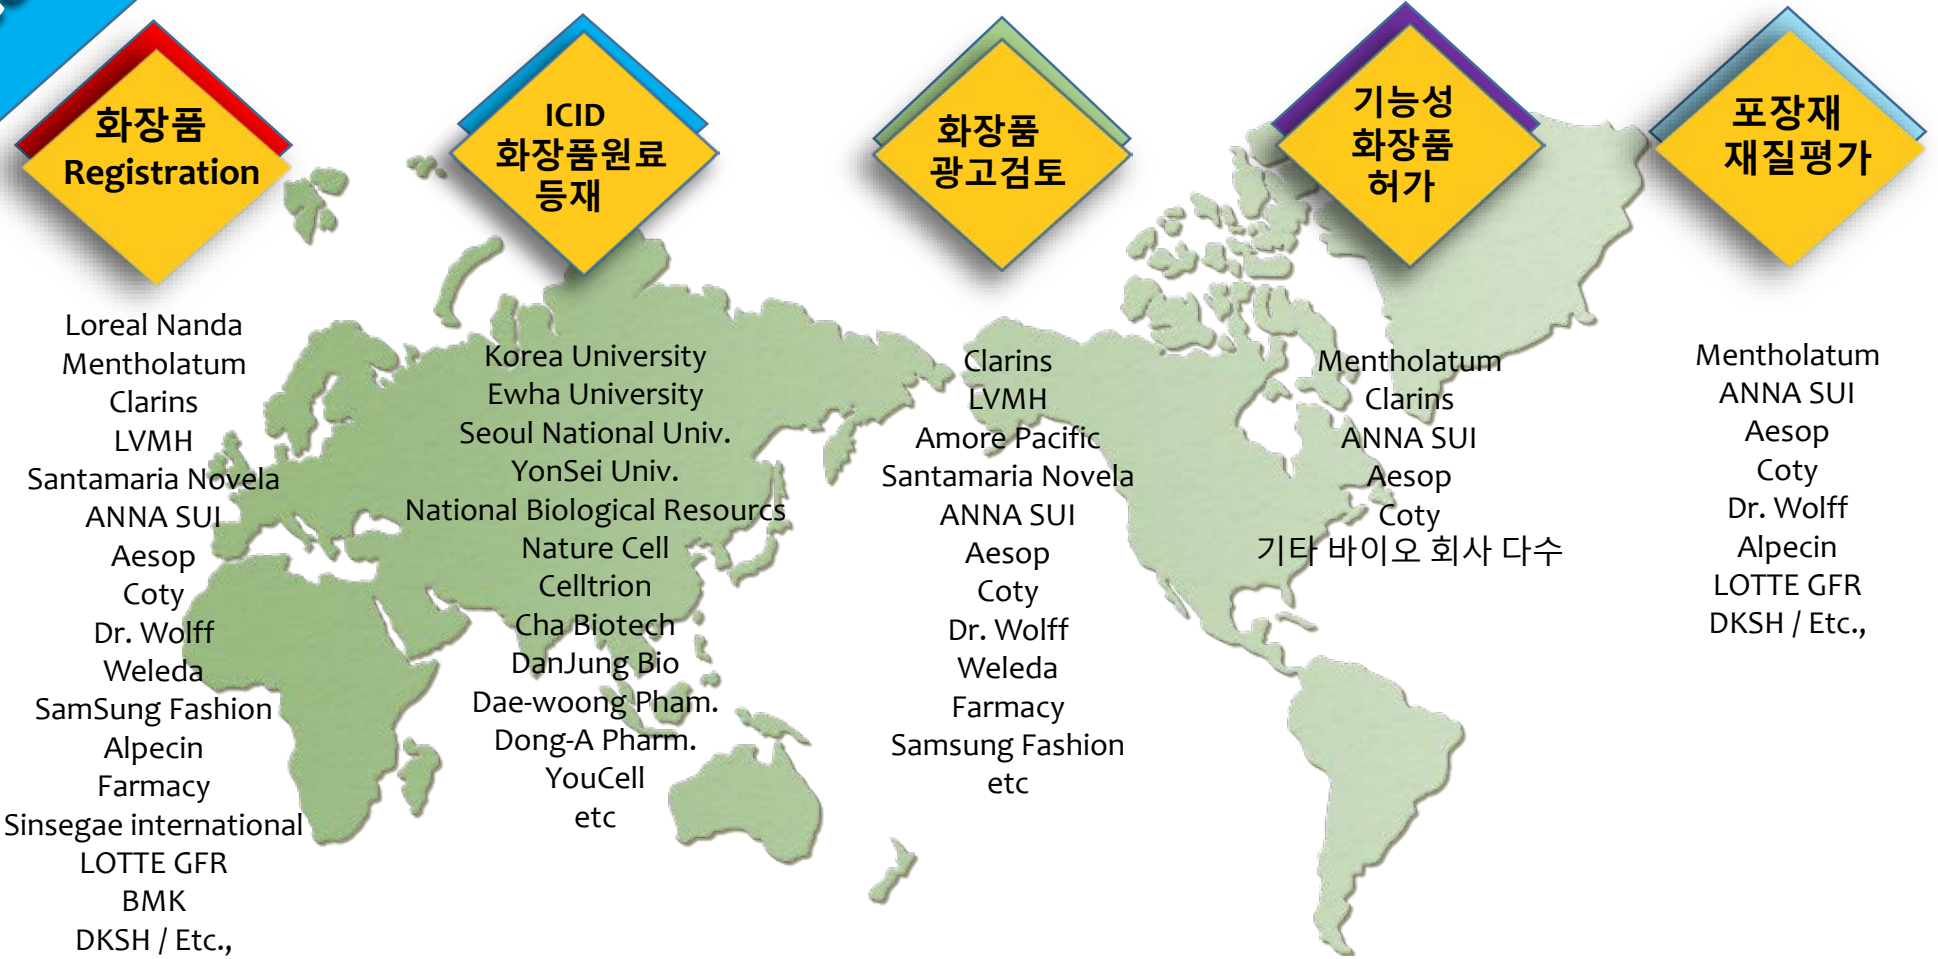 화장품
Registration
ICID
화장품원료
등재
화장품
광고검토
기능성
화장품
허가
포장재
재질평가
Loreal Nanda
Mentholatum
Clarins
LVMH
Santamaria Novela
ANNA SUI
Aesop
Coty
Dr. Wolff
Weleda
SamSung Fashion
Alpecin
Farmacy
Sinsegae international
LOTTE GFR
BMK
DKSH / Etc.,
Korea University
Ewha University
Seoul National Univ.
YonSei Univ.
National Biological Resourcs
Nature Cell
Celltrion
Cha Biotech
DanJung Bio
Dae-woong Pham.
Dong-A Pharm.
YouCell
etc
Clarins
LVMH
Amore Pacific
Santamaria Novela
ANNA SUI
Aesop
Coty
Dr. Wolff
Weleda
Farmacy
Samsung Fashion
etc
Mentholatum
Clarins
ANNA SUI
Aesop
Coty
기타 바이오 회사 다수
Mentholatum
ANNA SUI
Aesop
Coty
Dr. Wolff
Alpecin
LOTTE GFR
DKSH / Etc.,